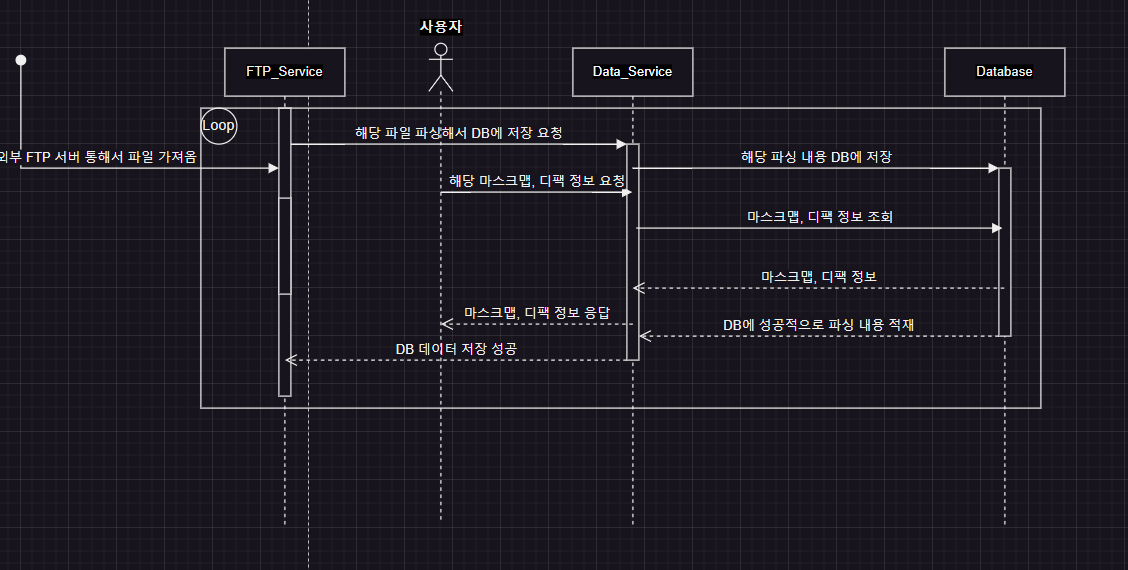 사용자
FTP_Service
Data_Service
Database
Loop
해당 파일 파싱해서 DB에 저장 요청
외부 FTP 서버 통해서 파일 가져옴
해당 파싱 내용 DB에 저장
해당 마스크맵, 디팩 정보 요청
마스크맵, 디팩 정보 조회
마스크맵, 디팩 정보
마스크맵, 디팩 정보 응답
DB에 성공적으로 파싱 내용 적재
DB 데이터 저장 성공